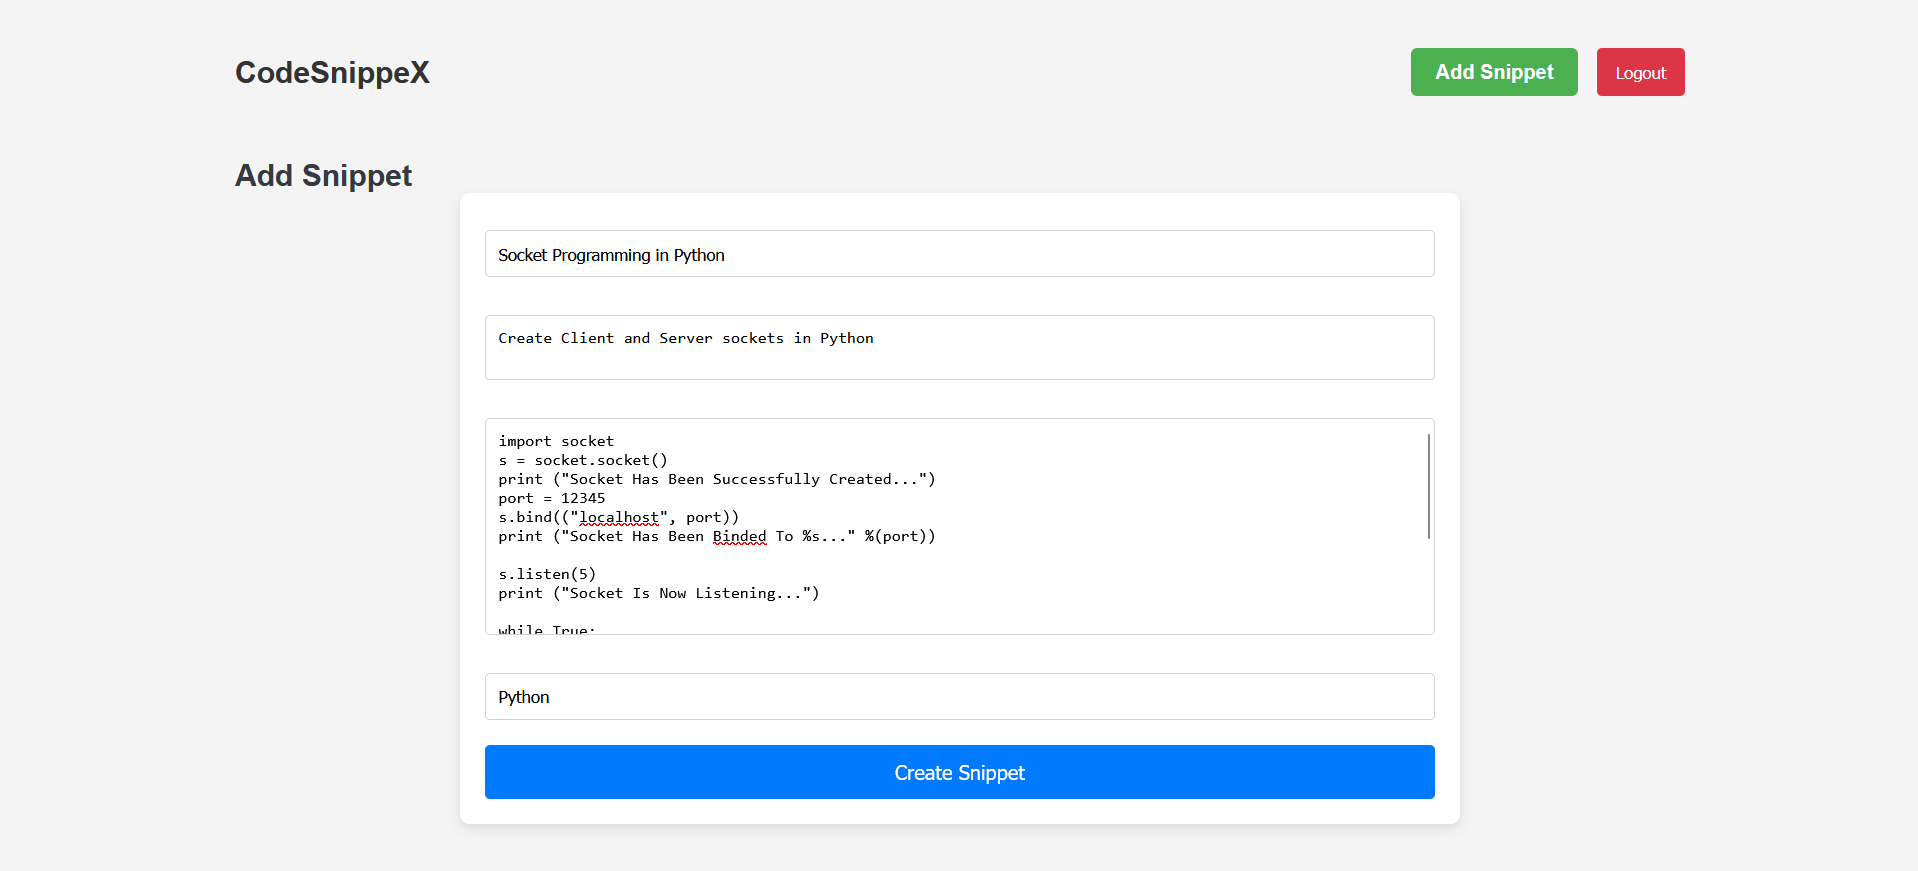 CodeSnippeX
Add Snippet
Logout
Add Snippet
Socket Programming in Python
Create Client and Server sockets in Python
import socket
s = socket.socket()
print ("Socket Has Been Successfully Created...")
port = 12345
s.bind(("localhost", port))
print ("Socket Has Been Binded To %s..." %(port))
s.listen(5)
print ("Socket Is Now Listening...")
while True:
Python
Create Snippet